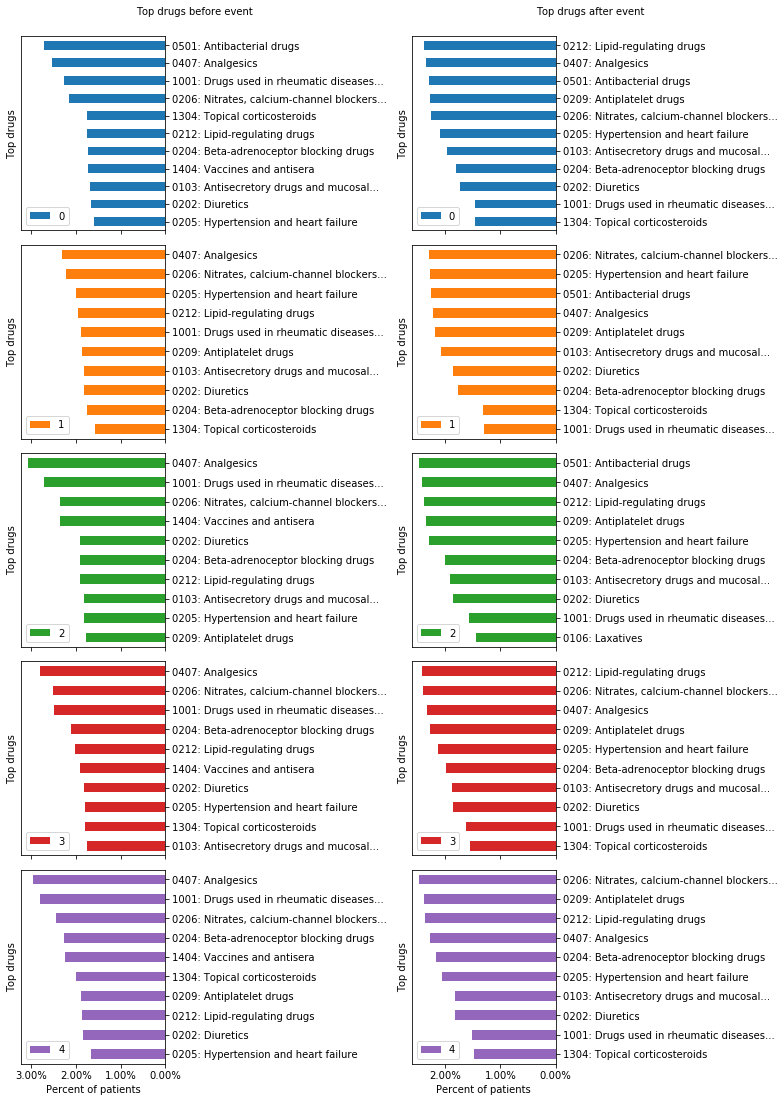 Top drugs before event
Top drugs
0501: Antibacterial drugs
0407: Analgesics
1001: Drugs used in rheumatic diseases...
0206: Nitrates, calcium-channel blockers...
1304: Topical corticosteroids
0212: Lipid-regulating drugs
0204: Beta-adrenoceptor blocking drugs
1404: Vaccines and antisera
0103: Antisecretory drugs and mucosal...
0202: Diuretics
0205: Hypertension and heart failure
0
Top drugs
0407: Analgesics
0206: Nitrates, calcium-channel blockers...
0205: Hypertension and heart failure
0212: Lipid-regulating drugs
1001: Drugs used in rheumatic diseases...
0209: Antiplatelet drugs
0103: Antisecretory drugs and mucosal...
0202: Diuretics
0204: Beta-adrenoceptor blocking drugs
1304: Topical corticosteroids
1
Top drugs
0407: Analgesics
1001: Drugs used in rheumatic diseases...
0206: Nitrates, calcium-channel blockers...
1404: Vaccines and antisera
0202: Diuretics
0204: Beta-adrenoceptor blocking drugs
0212: Lipid-regulating drugs
0103: Antisecretory drugs and mucosal...
0205: Hypertension and heart failure
0209: Antiplatelet drugs
2
Top drugs
0407: Analgesics
0206: Nitrates, calcium-channel blockers...
1001: Drugs used in rheumatic diseases...
0204: Beta-adrenoceptor blocking drugs
0212: Lipid-regulating drugs
1404: Vaccines and antisera
0202: Diuretics
0205: Hypertension and heart failure
1304: Topical corticosteroids
0103: Antisecretory drugs and mucosal...
3
Top drugs
0407: Analgesics
1001: Drugs used in rheumatic diseases...
0206: Nitrates, calcium-channel blockers...
0204: Beta-adrenoceptor blocking drugs
1404: Vaccines and antisera
1304: Topical corticosteroids
0209: Antiplatelet drugs
0212: Lipid-regulating drugs
0202: Diuretics
0205: Hypertension and heart failure
4
3.00% 2.00% 1.00% 0.00%
Percent of patients
Top drugs after event
Top drugs
0212: Lipid-regulating drugs
0407: Analgesics
0501: Antibacterial drugs
0209: Antiplatelet drugs
0206: Nitrates, calcium-channel blockers...
0205: Hypertension and heart failure
0103: Antisecretory drugs and mucosal...
0204: Beta-adrenoceptor blocking drugs
0202: Diuretics
1001: Drugs used in rheumatic diseases...
1304: Topical corticosteroids
0
Top drugs
0206: Nitrates, calcium-channel blockers...
0205: Hypertension and heart failure
0501: Antibacterial drugs
0407: Analgesics
0209: Antiplatelet drugs
0103: Antisecretory drugs and mucosal...
0202: Diuretics
0204: Beta-adrenoceptor blocking drugs
1304: Topical corticosteroids
1001: Drugs used in rheumatic diseases...
1
Top drugs
0501: Antibacterial drugs
0407: Analgesics
0212: Lipid-regulating drugs
0209: Antiplatelet drugs
0205: Hypertension and heart failure
0204: Beta-adrenoceptor blocking drugs
0103: Antisecretory drugs and mucosal...
0202: Diuretics
1001: Drugs used in rheumatic diseases...
0106: Laxatives
2
Top drugs
0212: Lipid-regulating drugs
0206: Nitrates, calcium-channel blockers...
0407: Analgesics
0209: Antiplatelet drugs
0205: Hypertension and heart failure
0204: Beta-adrenoceptor blocking drugs
0103: Antisecretory drugs and mucosal...
0202: Diuretics
1001: Drugs used in rheumatic diseases...
1304: Topical corticosteroids
3
Top drugs
0206: Nitrates, calcium-channel blockers...
0209: Antiplatelet drugs
0212: Lipid-regulating drugs
0407: Analgesics
0204: Beta-adrenoceptor blocking drugs
0205: Hypertension and heart failure
0103: Antisecretory drugs and mucosal...
0202: Diuretics
1001: Drugs used in rheumatic diseases...
1304: Topical corticosteroids
4
2.00% 1.00% 0.00%
Percent of patients